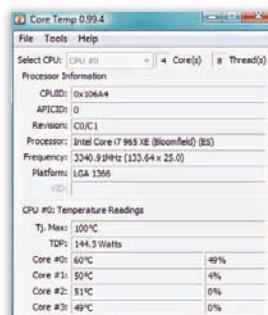 Core Temp 0.99.4
File Tools Help
Select CPU: CPU #0 4 Core(s) 8 Thread(s)
Processor Information
CPUID: 0x106A4
APICID: 0
Revision: C0/C1
Processor: Intel Core i7 965 XE (Bloomfield) (ES)
Frequency: 3340.91MHz (133.64 x 25.0)
Platform: LGA 1366
VID:
CPU #0: Temperature Readings
Tj. Max: 100°C
TDP: 144.3 Watts
Core #0: 60°C 49%
Core #1: 50°C 4%
Core #2: 51°C 0%
Core #3: 49°C 0%